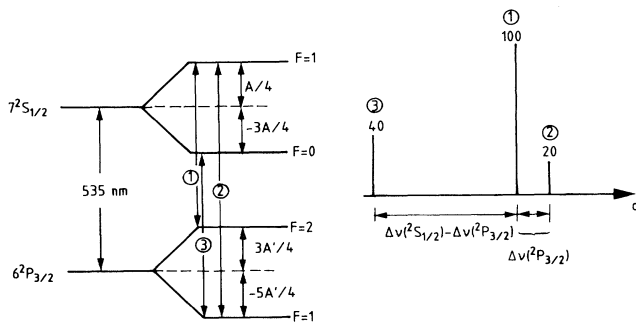 F=1
A/4
7²S₁/₂
-3A/4
F=0
①
②
535 nm
③
F=2
3A'/4
6²P₃/₂
-5A'/4
F=1
①
100
③
40
②
20
Δν(²S₁/₂)-Δν(²P₃/₂)
Δν(²P₃/₂)